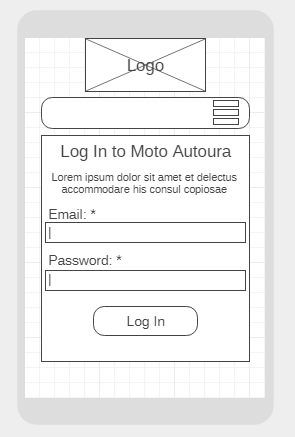 Logo
Log In to Moto Autoura
Lorem ipsum dolor sit amet et delectus
accommodare his consul copiosae
Email: *
Password: *
Log In